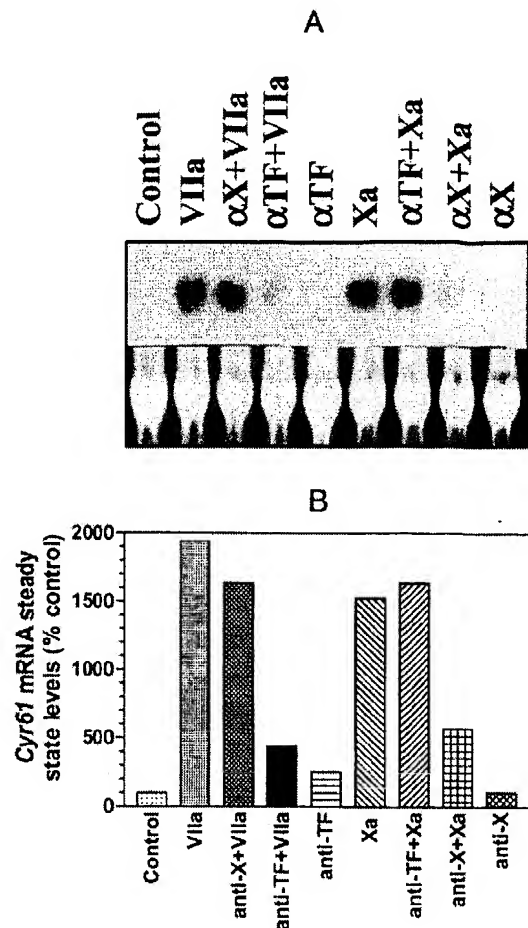 A
Control
VIIa
αX+VIIa
αTF+VIIa
αTF
Xa
αTF+Xa
αX+Xa
αX
B
Cyr61 mRNA steady
state levels (% control)
2000
1500
1000
500
0
Control
VIIa
anti-X+VIIa
anti-TF+VIIa
anti-TF
Xa
anti-TF+Xa
anti-X+Xa
anti-X